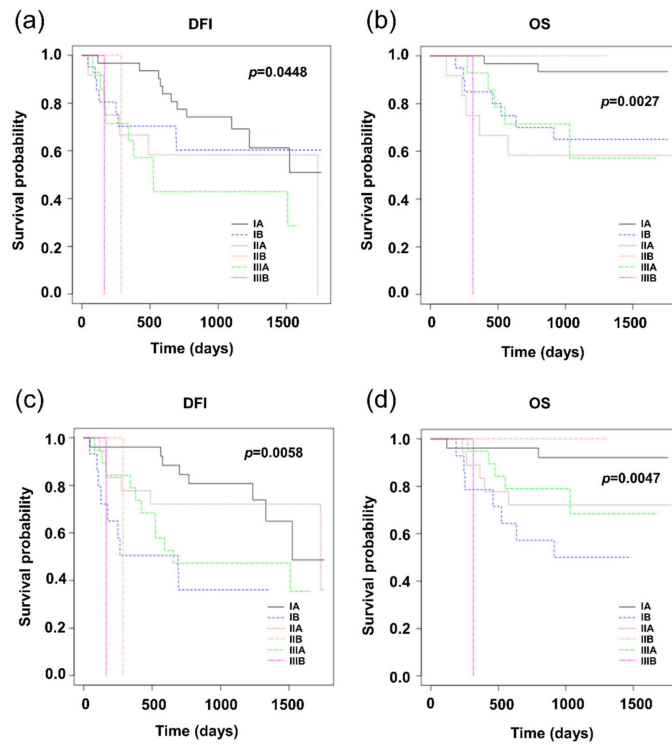 (a)
DFI
p=0.0448
Survival probability
1.0
0.8
0.6
0.4
0.2
0.0
IA
IB
IIA
IIB
IIIA
IIIB
0 500 1000 1500
Time (days)
(b)
OS
p=0.0027
Survival probability
1.0
0.8
0.6
0.4
0.2
0.0
IA
IB
IIA
IIB
IIIA
IIIB
0 500 1000 1500
Time (days)
(c)
DFI
p=0.0058
Survival probability
1.0
0.8
0.6
0.4
0.2
0.0
IA
IB
IIA
IIB
IIIA
IIIB
0 500 1000 1500
Time (days)
(d)
OS
p=0.0047
Survival probability
1.0
0.8
0.6
0.4
0.2
0.0
IA
IB
IIA
IIB
IIIA
IIIB
0 500 1000 1500
Time (days)